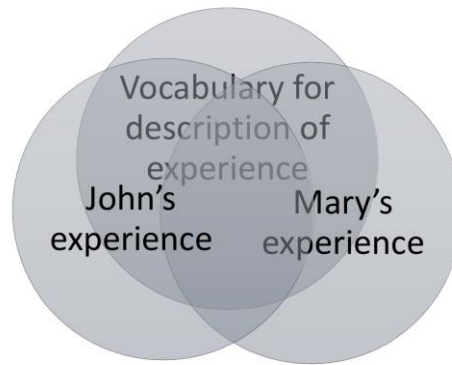 Vocabulary for
description of
experience
John’s
experience
Mary’s
experience